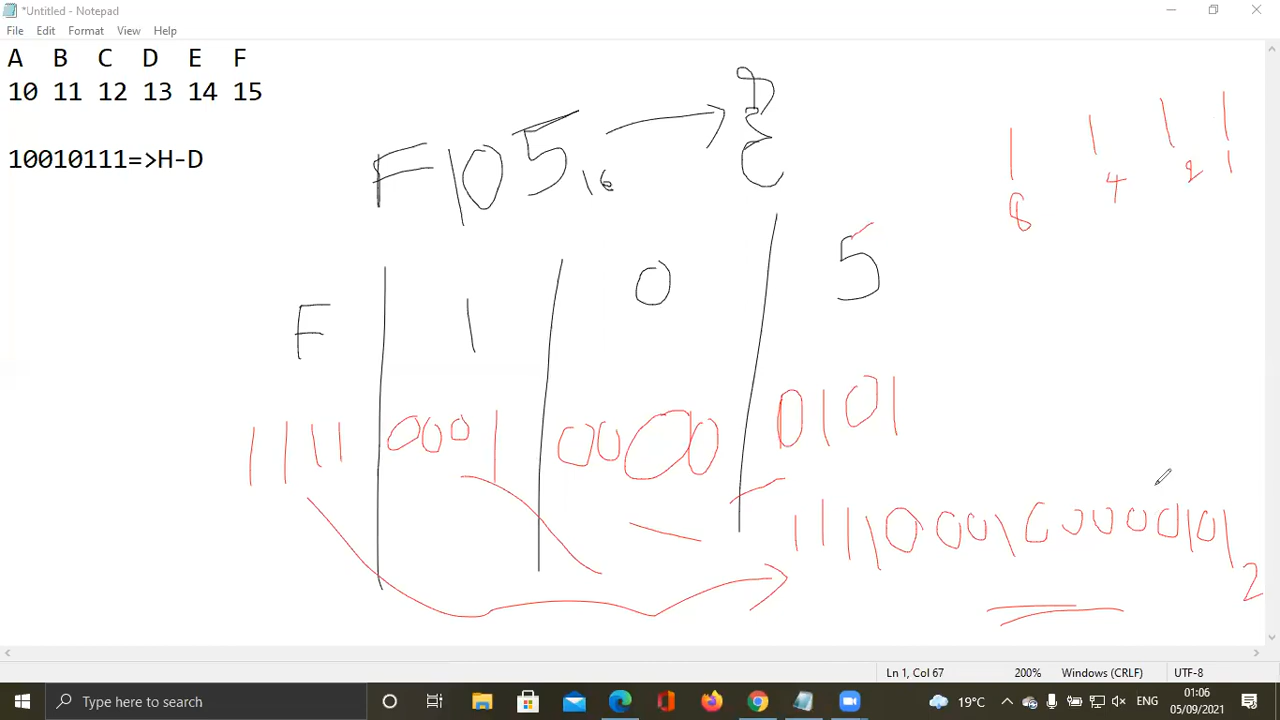 *Untitled - Notepad
File Edit Format View Help
A B C D E F
10 11 12 13 14 15
10010111=>H-D
F105 16
8 4 2 1
F 1 0 5
1111 0001 0000 0101
1111000100000101 2
Ln 1, Col 67 200% Windows (CRLF) UTF-8
Type here to search
19°C ENG 01:06
05/09/2021